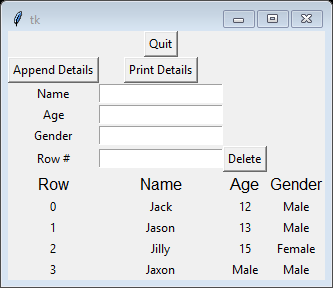 tk
Quit
Append Details Print Details
Name
Age
Gender
Row # Delete
Row Name Age Gender
0 Jack 12 Male
1 Jason 13 Male
2 Jilly 15 Female
3 Jaxon Male Male